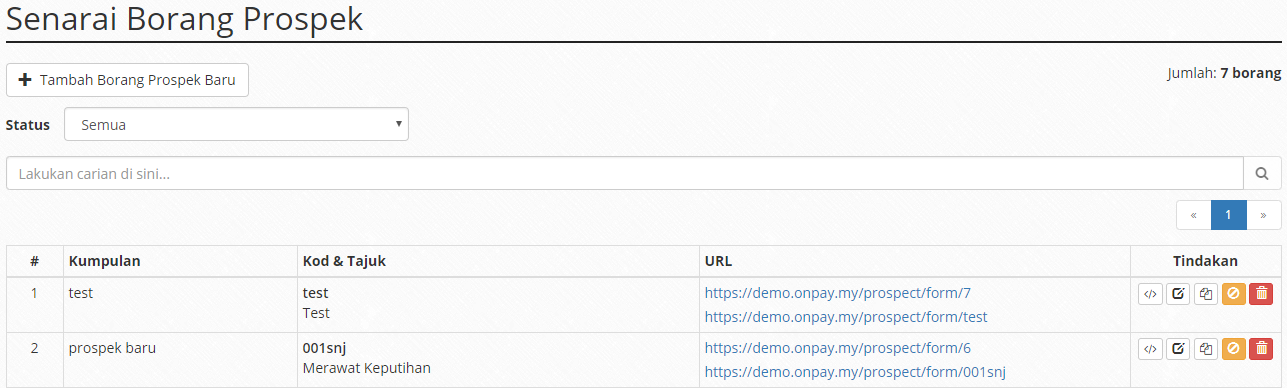 Senarai Borang Prospek
Tambah Borang Prospek Baru
Jumlah: 7 borang
Status Semua
Lakukan carian di sini...
« 1 »
# Kumpulan Kod & Tajuk URL Tindakan
1 test test https://demo.onpay.my/prospect/form/7
Test https://demo.onpay.my/prospect/form/test
2 prospek baru 001snj https://demo.onpay.my/prospect/form/6
Merawat Keputihan https://demo.onpay.my/prospect/form/001snj